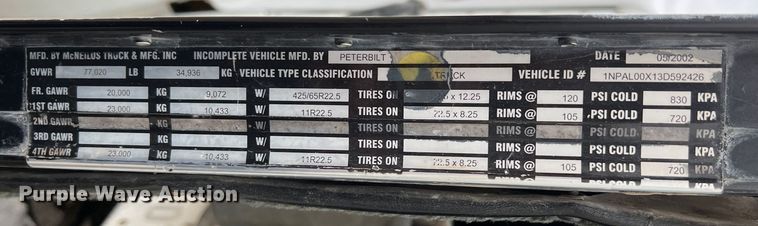 MFD. BY McNEILUS TRUCK & MFG. INC INCOMPLETE VEHICLE MFD. BY PETERBILT DATE 05/2002
GVWR 77,020 LB 34,936 KG VEHICLE TYPE CLASSIFICATION TRUCK VEHICLE ID # 1NPAL00X13D592426
FR. GAWR 20,000 KG 9,072 W/ 425/65R22.5 TIRES ON x 12.25 RIMS @ 120 PSI COLD 830 KPA
1ST GAWR 23,000 KG 10,433 W/ 11R22.5 TIRES ON 22.5 x 8.25 RIMS @ 105 PSI COLD 720 KPA
2ND GAWR KG W/ TIRES ON RIMS @ PSI COLD KPA
3RD GAWR KG W/ TIRES ON RIMS @ PSI COLD KPA
4TH GAWR 23,000 KG 10,433 W/ 11R22.5 TIRES ON 22.5 x 8.25 RIMS @ 105 PSI COLD 720 KPA
Purple Wave Auction